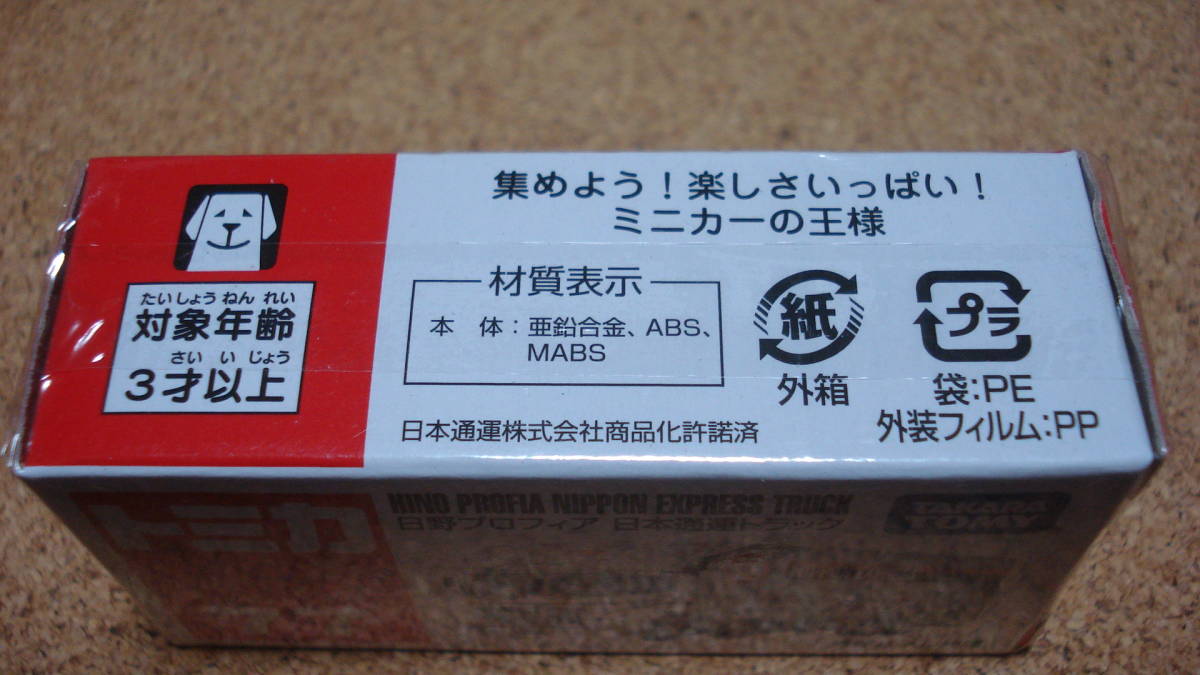 集めよう！楽しさいっぱい！
ミニカーの王様
たいしょう ねん れい
対象年齢
さい い じょう
3才以上
材質表示
本 体：亜鉛合金、ABS、
MABS
紙
外箱
プラ
袋：PE
外装フィルム：PP
日本通運株式会社商品化許諾済
トミカ
HINO PROFIA NIPPON EXPRESS TRUCK
日野プロフィア 日本通運トラック
TAKARA
TOMY